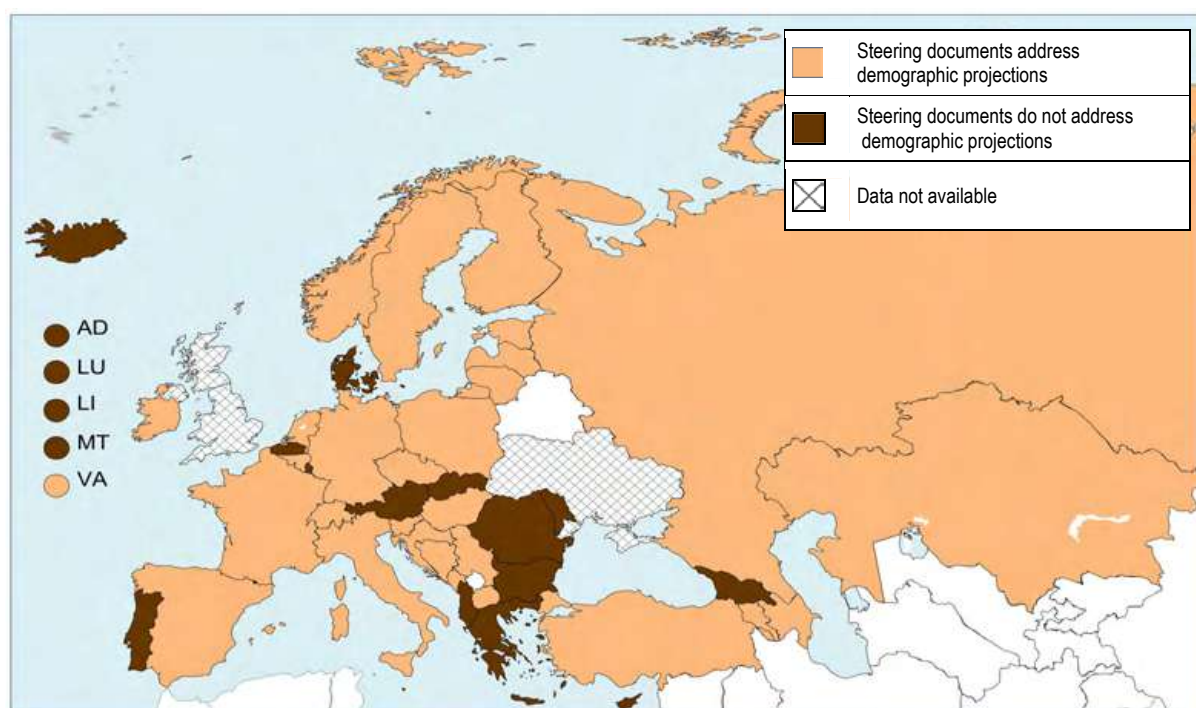 Steering documents address
demographic projections
Steering documents do not address
demographic projections
Data not available
AD
LU
LI
MT
VA